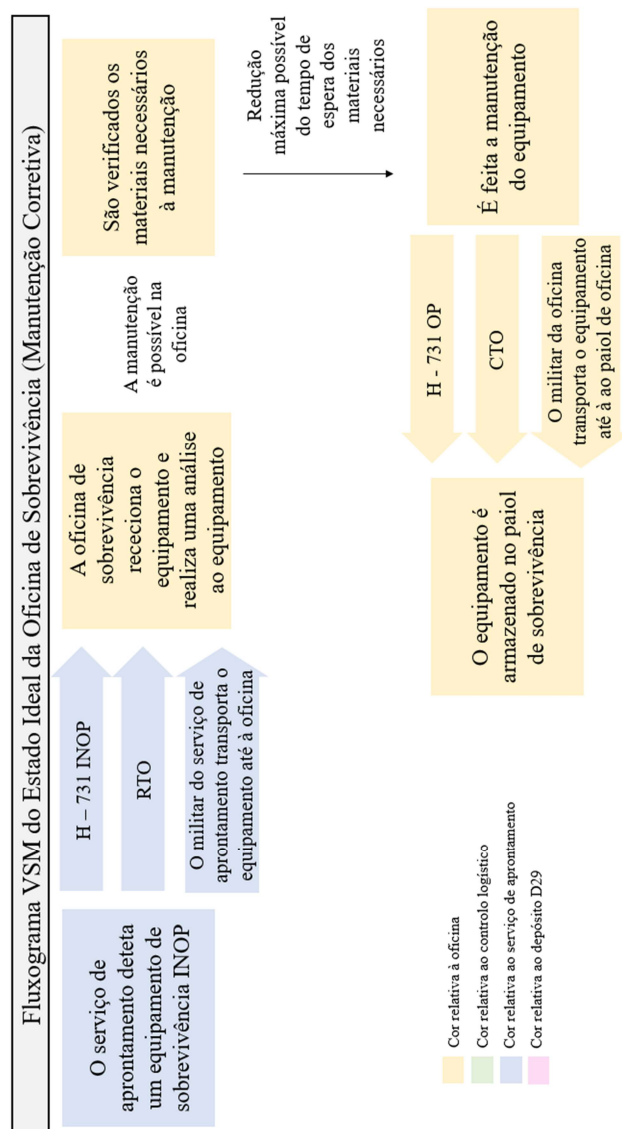 Fluxograma VSM do Estado Ideal da Oficina de Sobrevivência (Manutenção Corretiva)
O serviço de
aprontamento deteta
um equipamento de
sobrevivência INOP
H – 731 INOP
RTO
O militar do serviço de
aprontamento transporta o
equipamento até à oficina
A oficina de
sobrevivência
receciona o
equipamento e
realiza uma análise
ao equipamento
A manutenção
é possível na
oficina
São verificados os
materiais necessários
à manutenção
Redução
máxima possível
do tempo de
espera dos
materiais
necessários
É feita a manutenção
do equipamento
H - 731 OP
CTO
O militar da oficina
transporta o equipamento
até à ao paiol de oficina
O equipamento é
armazenado no paiol
de sobrevivência
Cor relativa à oficina
Cor relativa ao controlo logístico
Cor relativa ao serviço de aprontamento
Cor relativa ao depósito D29